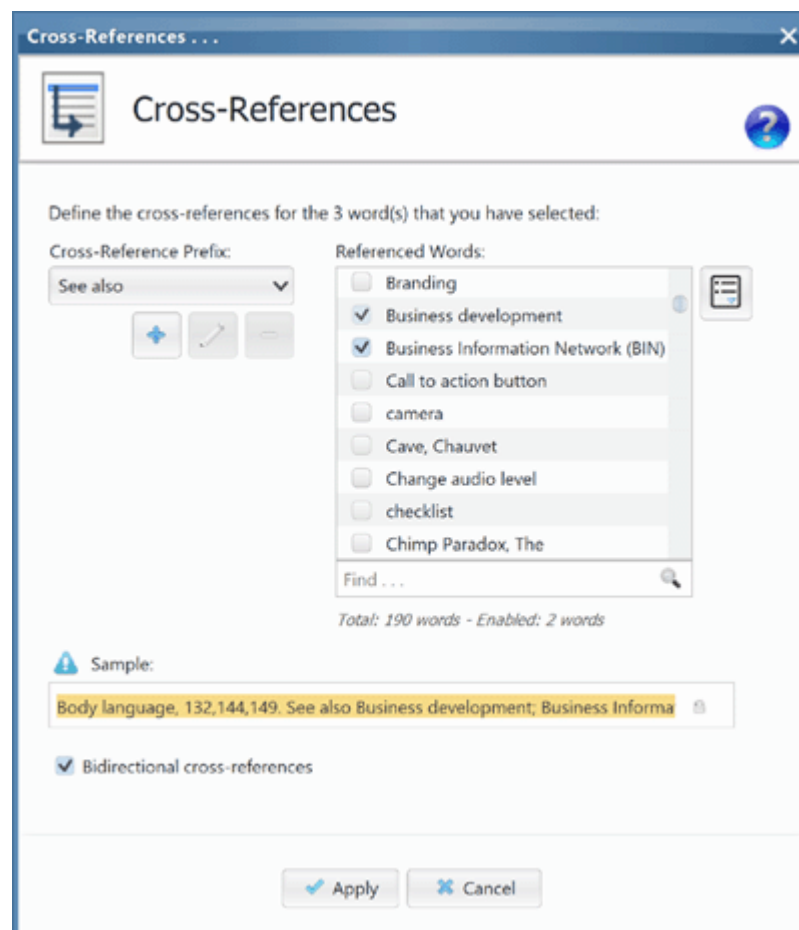 Cross-References . . .
Cross-References
Define the cross-references for the 3 word(s) that you have selected:
Cross-Reference Prefix:
See also
Referenced Words:
Branding
Business development
Business Information Network (BIN)
Call to action button
camera
Cave, Chauvet
Change audio level
checklist
Chimp Paradox, The
Find . . .
Total: 190 words - Enabled: 2 words
Sample:
Body language, 132,144,149. See also Business development; Business Informa
Bidirectional cross-references
Apply
Cancel